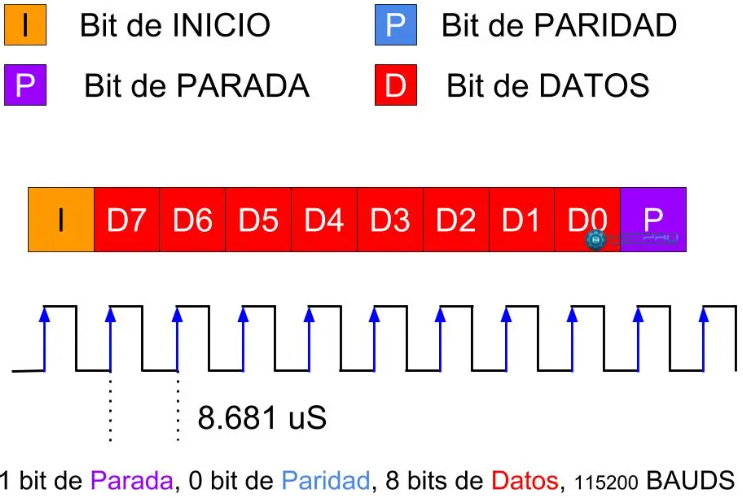 I Bit de INICIO P Bit de PARIDAD
P Bit de PARADA D Bit de DATOS
I D7 D6 D5 D4 D3 D2 D1 D0 P
8.681 uS
1 bit de Parada, 0 bit de Paridad, 8 bits de Datos, 115200 BAUDS